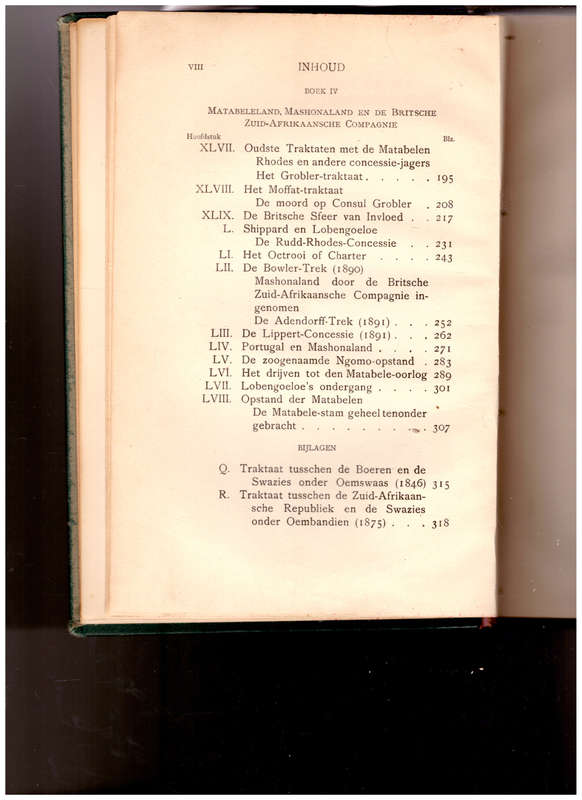 VIII INHOUD
BOEK IV
MATABELELAND, MASHONALAND EN DE BRITSCHE
ZUID-AFRIKAANSCHE COMPAGNIE
Hoofdstuk Blz.
XLVII. Oudste Traktaten met de Matabelen
Rhodes en andere concessie-jagers
Het Grobler-traktaat . . . . . 195
XLVIII. Het Moffat-traktaat
De moord op Consul Grobler . 208
XLIX. De Britsche Sfeer van Invloed . . 217
L. Shippard en Lobengoeloe
De Rudd-Rhodes-Concessie . . 231
LI. Het Octrooi of Charter . . . . 243
LII. De Bowler-Trek (1890)
Mashonaland door de Britsche
Zuid-Afrikaansche Compagnie in-
genomen
De Adendorff-Trek (1891) . . . 252
LIII. De Lippert-Concessie (1891) . . . 262
LIV. Portugal en Mashonaland . . . . 271
LV. De zoogenaamde Ngomo-opstand . 283
LVI. Het drijven tot den Matabele-oorlog 289
LVII. Lobengoeloe's ondergang . . . . 301
LVIII. Opstand der Matabelen
De Matabele-stam geheel tenonder
gebracht . . . . . . . . . 307
BIJLAGEN
Q. Traktaat tusschen de Boeren en de
Swazies onder Oemswaas (1846) 315
R. Traktaat tusschen de Zuid-Afrikaan-
sche Republiek en de Swazies
onder Oembandien (1875) . . . 318